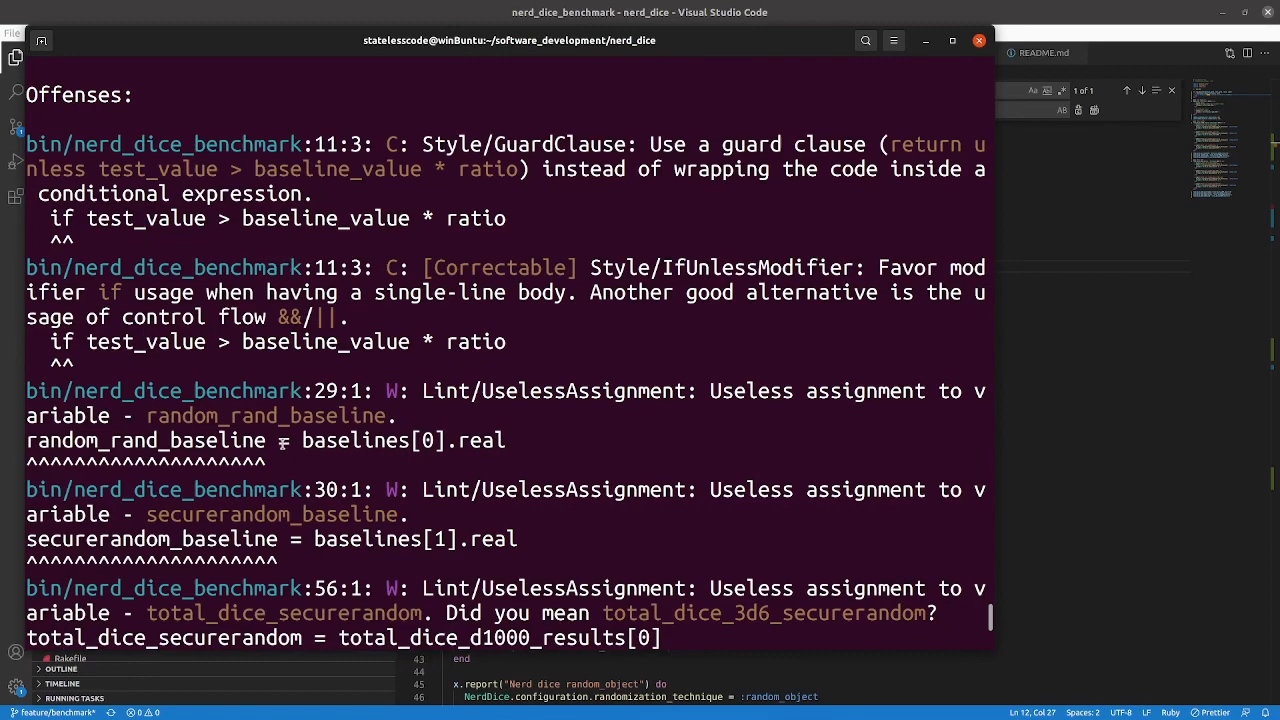 nerd_dice_benchmark - nerd_dice - Visual Studio Code
File
statelesscode@winBuntu:~/software_development/nerd_dice
README.md
Aa
1 of 1
AB
Offenses:
bin/nerd_dice_benchmark:11:3: C: Style/GuardClause: Use a guard clause (return u
nless test_value > baseline_value * ratio) instead of wrapping the code inside a
conditional expression.
if test_value > baseline_value * ratio
^^
bin/nerd_dice_benchmark:11:3: C: [Correctable] Style/IfUnlessModifier: Favor mod
ifier if usage when having a single-line body. Another good alternative is the u
sage of control flow &&/||.
if test_value > baseline_value * ratio
^^
bin/nerd_dice_benchmark:29:1: W: Lint/UselessAssignment: Useless assignment to v
ariable - random_rand_baseline.
random_rand_baseline = baselines[0].real
^^^^^^^^^^^^^^^^^^^^
bin/nerd_dice_benchmark:30:1: W: Lint/UselessAssignment: Useless assignment to v
ariable - securerandom_baseline.
securerandom_baseline = baselines[1].real
^^^^^^^^^^^^^^^^^^^^^
bin/nerd_dice_benchmark:56:1: W: Lint/UselessAssignment: Useless assignment to v
ariable - total_dice_securerandom. Did you mean total_dice_3d6_securerandom?
total_dice_securerandom = total_dice_d1000_results[0]
Rakefile
OUTLINE
TIMELINE
RUNNING TASKS
43 end
44
45 x.report("Nerd dice random_object") do
46 NerdDice.configuration.randomization_technique = :random_object
feature/benchmark* 0 0
Ln 12, Col 27 Spaces: 2 UTF-8 LF Ruby Prettier